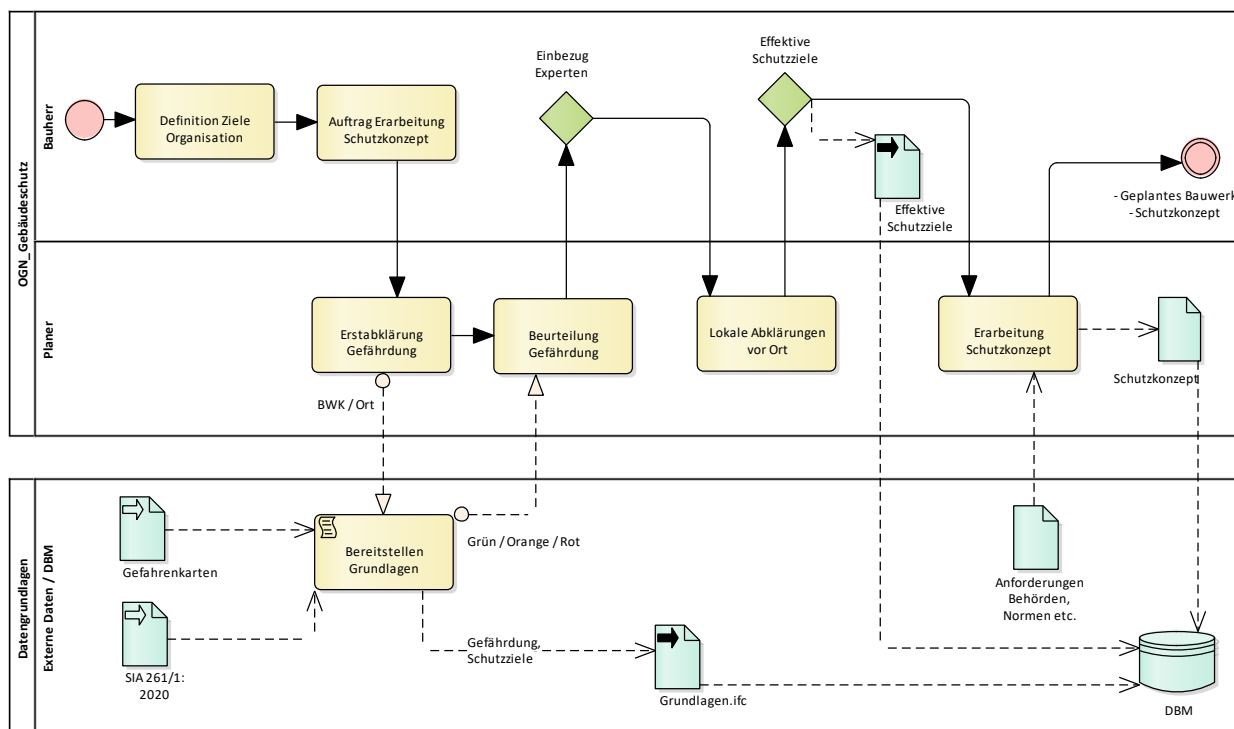 OGN_Gebäudeschutz
Bauherr
Definition Ziele
Organisation
Auftrag Erarbeitung
Schutzkonzept
Einbezug
Experten
Effektive
Schutzziele
Effektive
Schutzziele
- Geplantes Bauwerk
- Schutzkonzept
Planer
Erstabklärung
Gefährdung
Beurteilung
Gefährdung
Lokale Abklärungen
vor Ort
Erarbeitung
Schutzkonzept
Schutzkonzept
BWK / Ort
Datengrundlagen
Externe Daten / DBM
Gefahrenkarten
SIA 261/1:
2020
Bereitstellen
Grundlagen
Grün / Orange / Rot
Gefährdung,
Schutzziele
Grundlagen.ifc
Anforderungen
Behörden,
Normen etc.
DBM